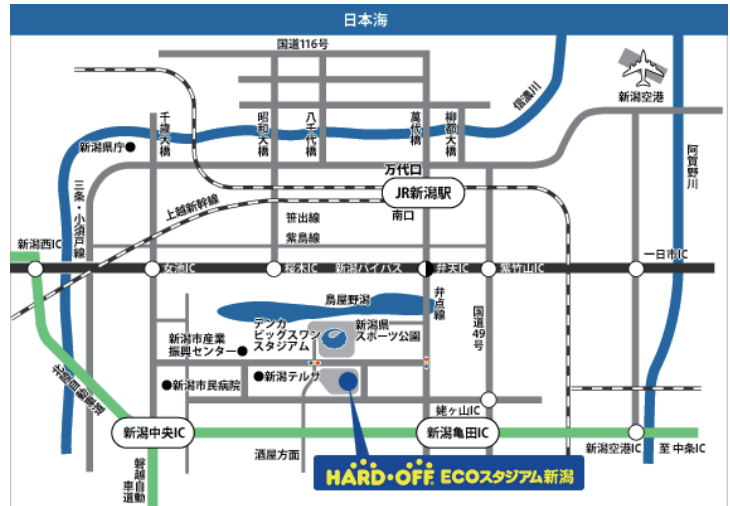 日本海
国道116号
信濃川
新潟空港
千歳大橋
昭和大橋
八千代橋
萬代橋
柳都大橋
新潟県庁
阿賀野川
万代口
JR新潟駅
南口
三条・小須戸線
上越新幹線
笹出線
紫鳥線
新潟西IC
女池IC
桜木IC
新潟バイパス
弁天IC
紫竹山IC
一日市IC
鳥屋野潟
弁天線
国道49号
テンカ
ビッグスワン
スタジアム
新潟県
スポーツ公園
新潟市産業
振興センター
新潟市民病院
新潟テルサ
北陸自動車道
姥ヶ山IC
新潟中央IC
新潟亀田IC
新潟空港IC
至 中条IC
酒屋方面
磐越自動
車道
HARD・OFF ECOスタジアム新潟